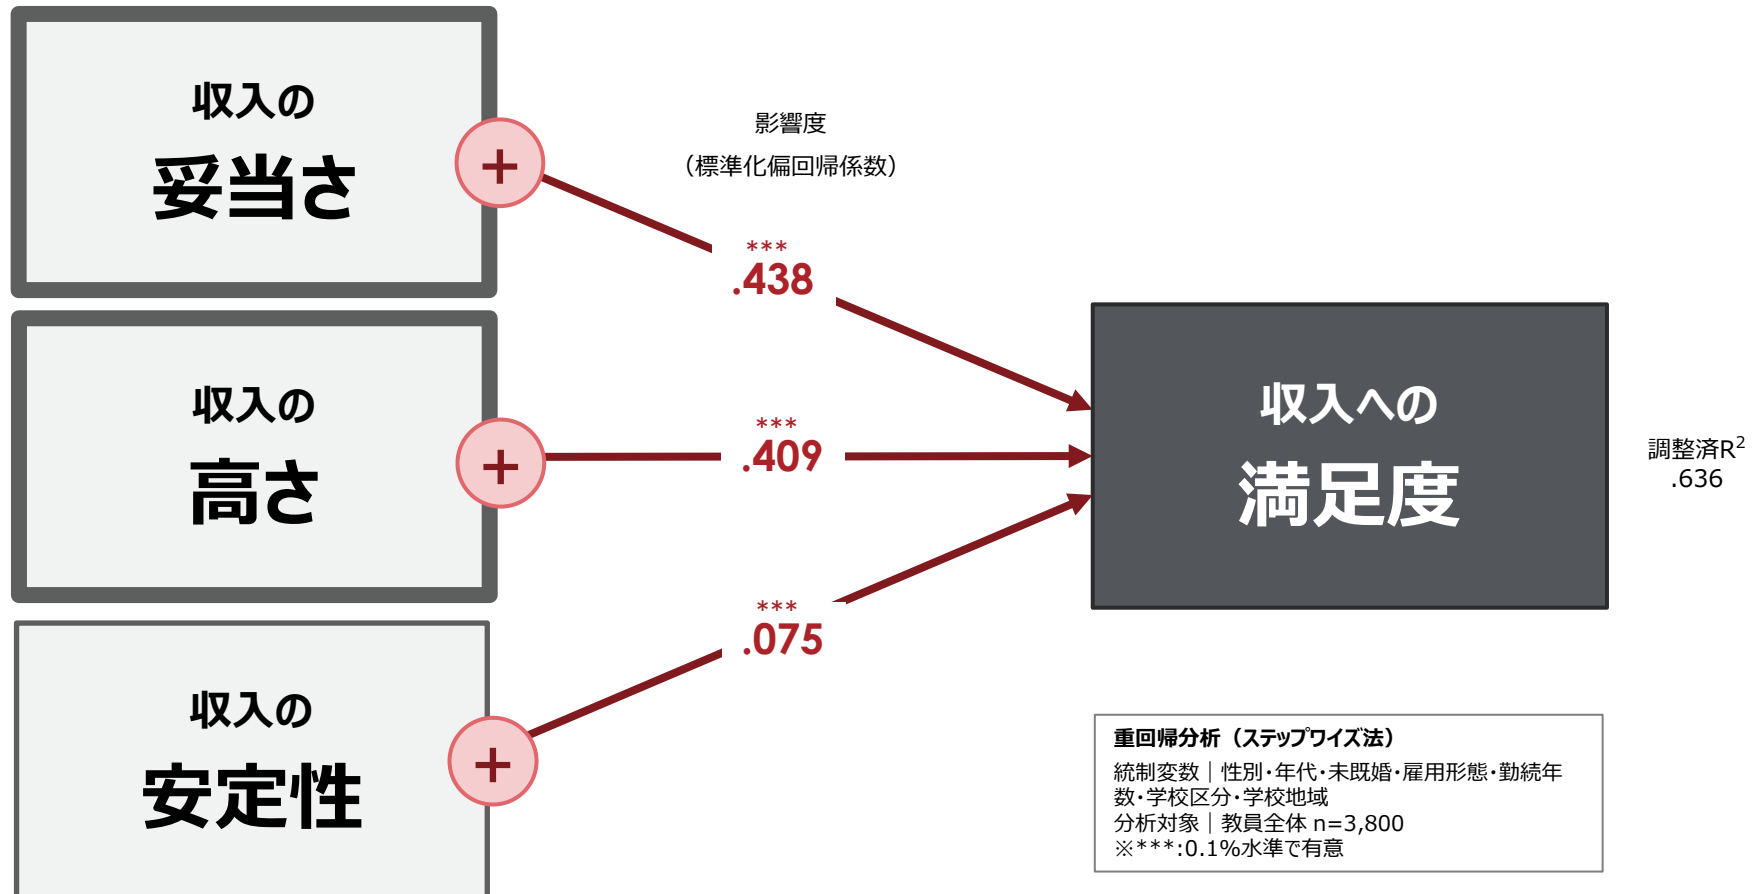 収入の
妥当さ
+
影響度
(標準化偏回帰係数)
***
.438
収入の
高さ
+
***
.409
収入への
満足度
調整済R²
.636
収入の
安定性
+
***
.075
重回帰分析（ステップワイズ法）
統制変数｜性別・年代・未既婚・雇用形態・勤続年
数・学校区分・学校地域
分析対象｜教員全体 n=3,800
※***:0.1%水準で有意